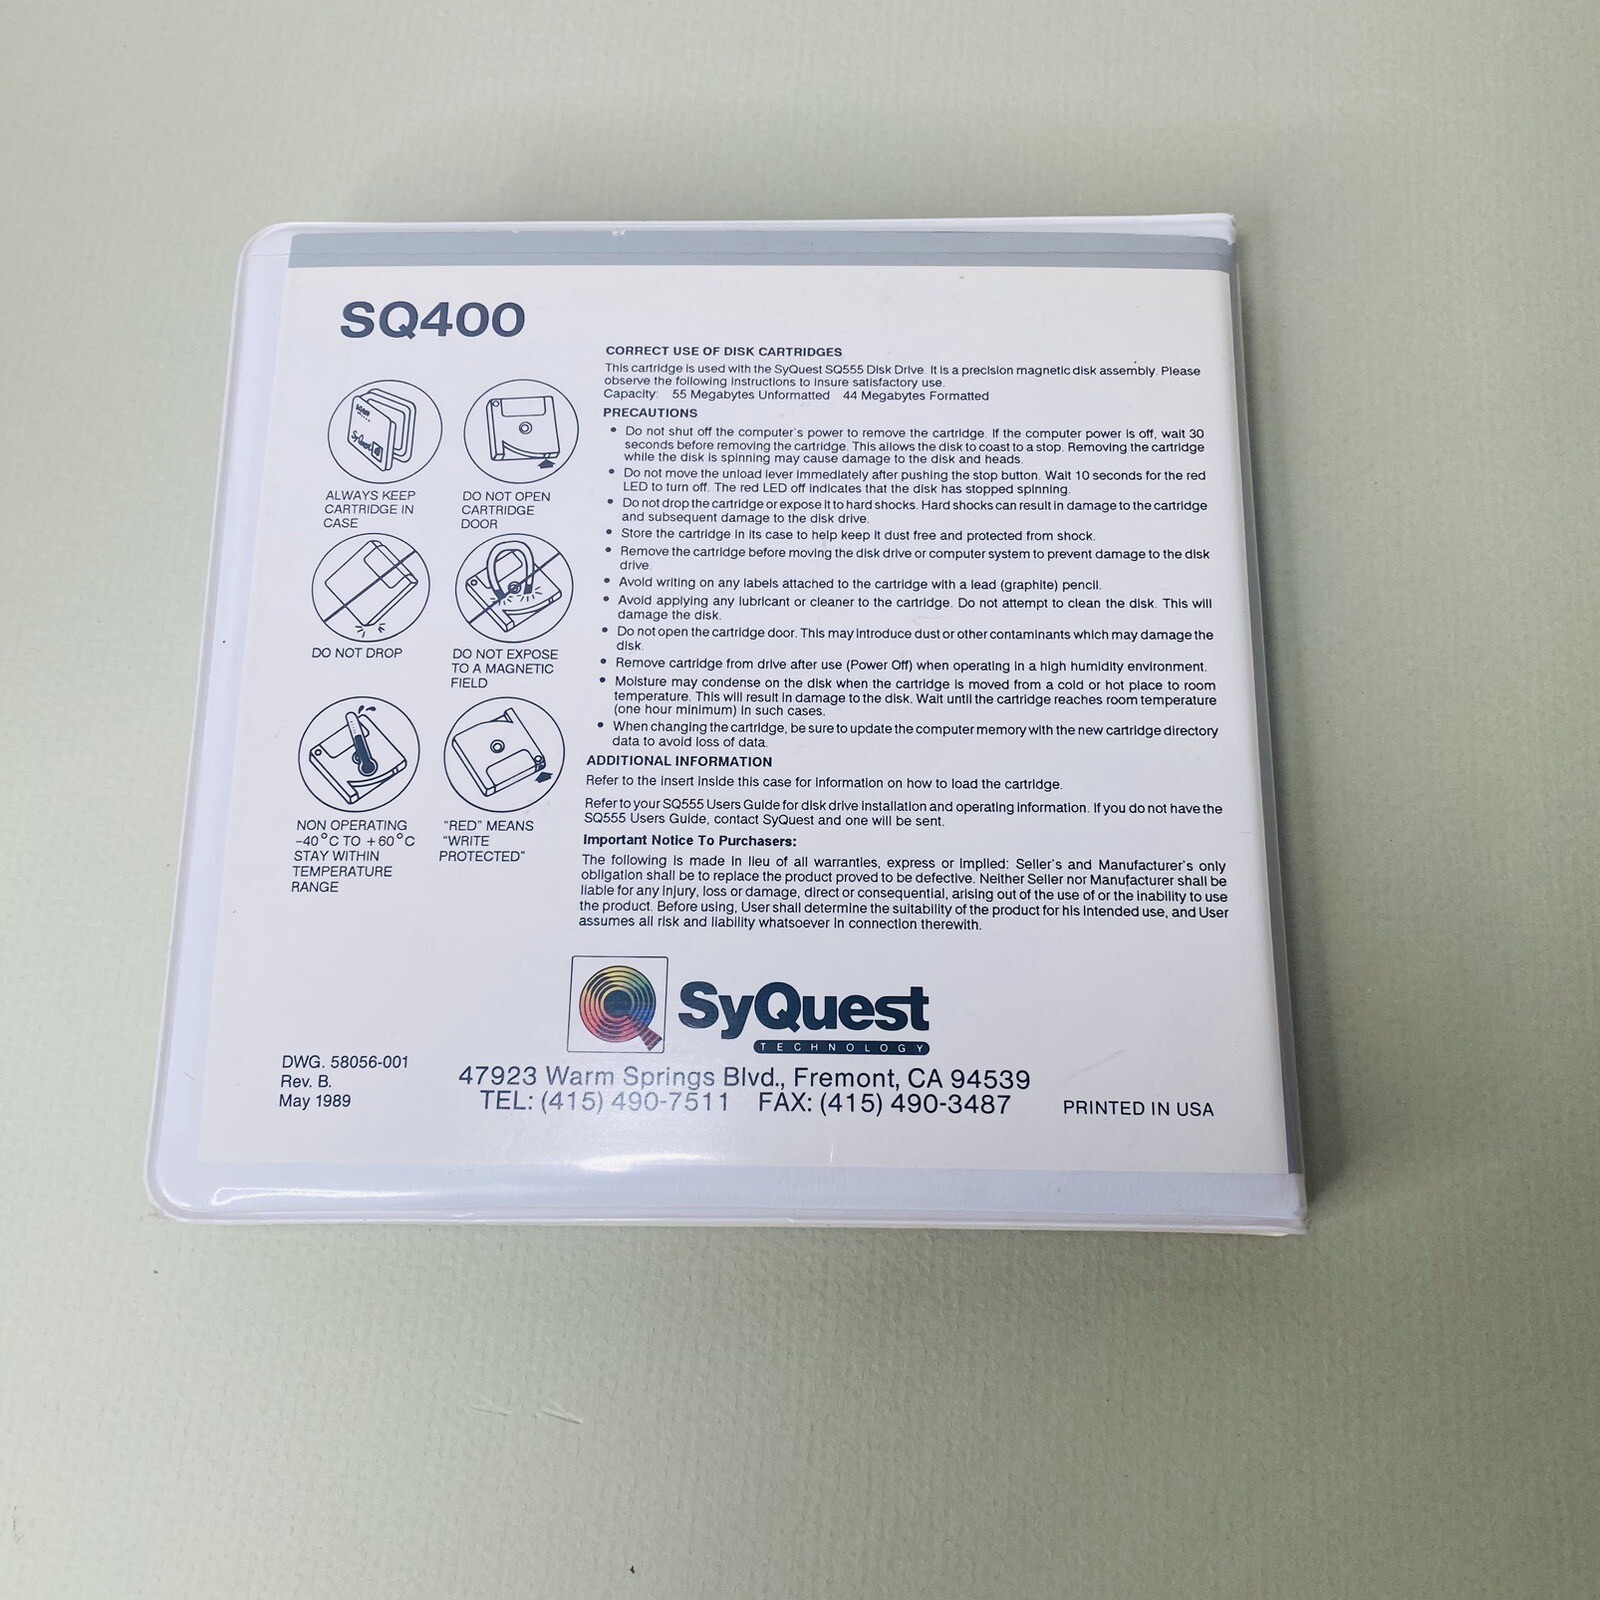 SQ400
ALWAYS KEEP
CARTRIDGE IN
CASE
DO NOT OPEN
CARTRIDGE
DOOR
DO NOT DROP
DO NOT EXPOSE
TO A MAGNETIC
FIELD
NON OPERATING
-40°C TO +60°C
STAY WITHIN
TEMPERATURE
RANGE
"RED" MEANS
"WRITE
PROTECTED"
CORRECT USE OF DISK CARTRIDGES
This cartridge is used with the SyQuest SQ555 Disk Drive. It is a precision magnetic disk assembly. Please
observe the following instructions to insure satisfactory use.
Capacity: 55 Megabytes Unformatted 44 Megabytes Formatted
PRECAUTIONS
• Do not shut off the computer's power to remove the cartridge. If the computer power is off, wait 30
seconds before removing the cartridge. This allows the disk to coast to a stop. Removing the cartridge
while the disk is spinning may cause damage to the disk and heads.
• Do not move the unload lever immediately after pushing the stop button. Wait 10 seconds for the red
LED to turn off. The red LED off indicates that the disk has stopped spinning.
• Do not drop the cartridge or expose it to hard shocks. Hard shocks can result in damage to the cartridge
and subsequent damage to the disk drive.
• Store the cartridge in its case to help keep it dust free and protected from shock.
• Remove the cartridge before moving the disk drive or computer system to prevent damage to the disk
drive.
• Avoid writing on any labels attached to the cartridge with a lead (graphite) pencil.
• Avoid applying any lubricant or cleaner to the cartridge. Do not attempt to clean the disk. This will
damage the disk.
• Do not open the cartridge door. This may introduce dust or other contaminants which may damage the
disk.
• Remove cartridge from drive after use (Power Off) when operating in a high humidity environment.
• Moisture may condense on the disk when the cartridge is moved from a cold or hot place to room
temperature. This will result in damage to the disk. Wait until the cartridge reaches room temperature
(one hour minimum) in such cases.
• When changing the cartridge, be sure to update the computer memory with the new cartridge directory
data to avoid loss of data.
ADDITIONAL INFORMATION
Refer to the insert inside this case for information on how to load the cartridge.
Refer to your SQ555 Users Guide for disk drive installation and operating information. If you do not have the
SQ555 Users Guide, contact SyQuest and one will be sent.
Important Notice To Purchasers:
The following is made in lieu of all warranties, express or implied: Seller's and Manufacturer's only
obligation shall be to replace the product proved to be defective. Neither Seller nor Manufacturer shall be
liable for any injury, loss or damage, direct or consequential, arising out of the use of or the inability to use
the product. Before using, User shall determine the suitability of the product for his intended use, and User
assumes all risk and liability whatsoever in connection therewith.
SyQuest
TECHNOLOGY
DWG. 58056-001
Rev. B.
May 1989
47923 Warm Springs Blvd., Fremont, CA 94539
TEL: (415) 490-7511 FAX: (415) 490-3487
PRINTED IN USA